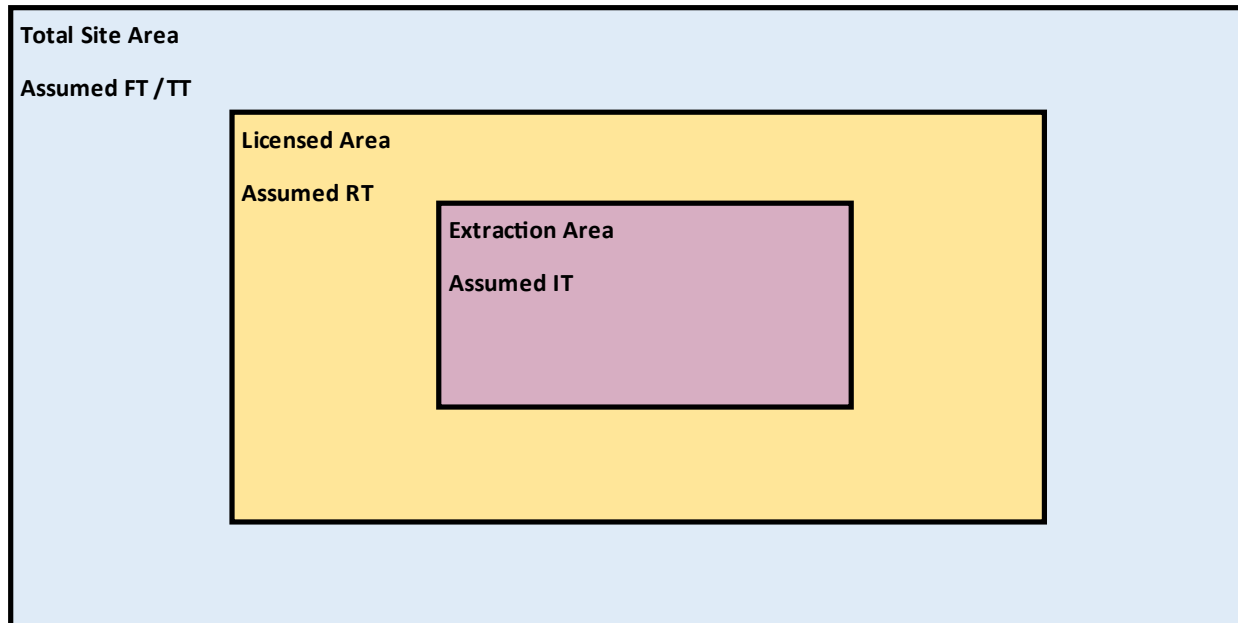 Total Site Area
Assumed FT / TT
Licensed Area
Assumed RT
Extraction Area
Assumed IT